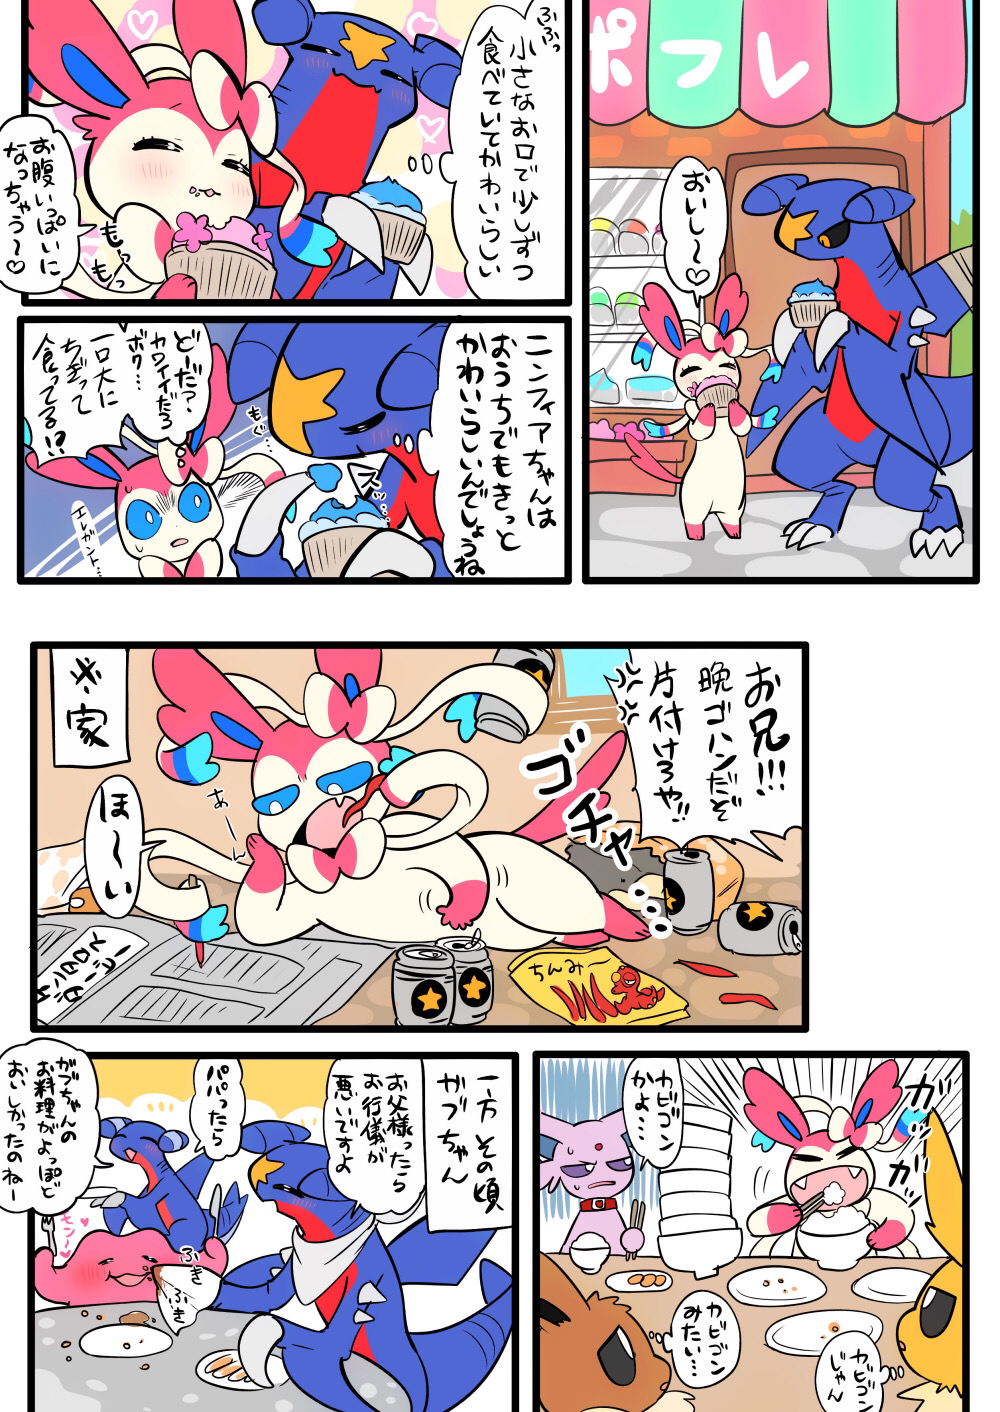 ポフレ
おいし〜♡
ふふっ
小さなお口で少しずつ
食べていてかわいらしい
お腹いっぱいに
なっちゃう〜♡
もっ
もっ
ニンフィアちゃんは
おうちでもきっと
かわいらしいんでしょうね
ど〜だ?
カワイイだろ
ボク…
一口大に
ちぎって
食ってる!?
もぐ…
スッ…
エレガント…
※家
お兄!!!
晩ゴハンだぞ
片付けろや!!
ゴチャ…
あーん
ほ〜い
ちんみー
カビゴン
かよ…
ガッ
ガッ
カビゴン
みたい…
カビゴン
じゃん
一方その頃
ガブちゃん
お父様ったら
お行儀が
悪いですよ
パパったら
ガブちゃんの
お料理がよっぽど
おいしかったのねー
モン〜♥
ふき
ふき